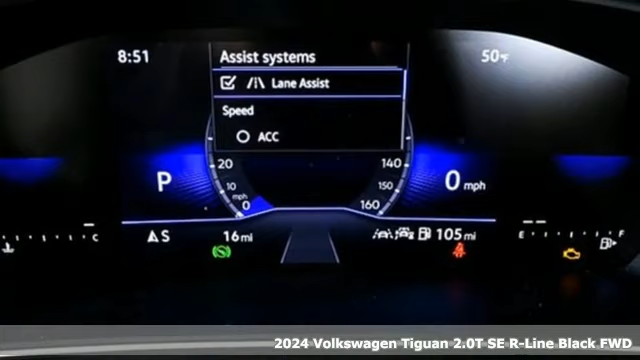 8:51
Assist systems
50°F
Lane Assist
Speed
ACC
20
140
10
mph
0
150
160
P
0 mph
C
S
16 mi
105 mi
E
F
2024 Volkswagen Tiguan 2.0T SE R-Line Black FWD